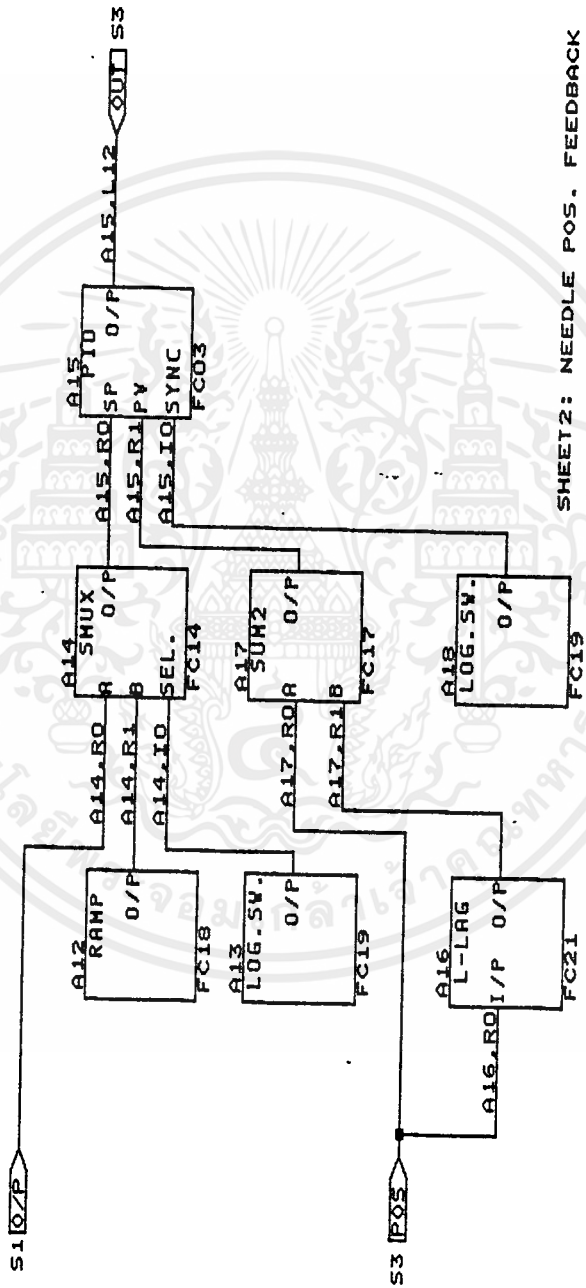 S1 O/P
S3 POS
A12
RAMP
O/P
FC18
A13
LOG.SW.
O/P
FC19
A16
L-LAG
I/P O/P
FC21
A16,R0
A14,R0
A14,R1
A14,I0
A17,R0
A17,R1
A14
SMUX
A O/P
B
SEL.
FC14
A17
SUM2
A O/P
B
FC17
A18
LOG.SW.
O/P
FC19
A15,R0
A15,R1
A15,I0
A15
PID
SP O/P
PV
SYNC
FC03
A15,L12
OUT S3
SHEET2: NEEDLE POS. FEEDBACK